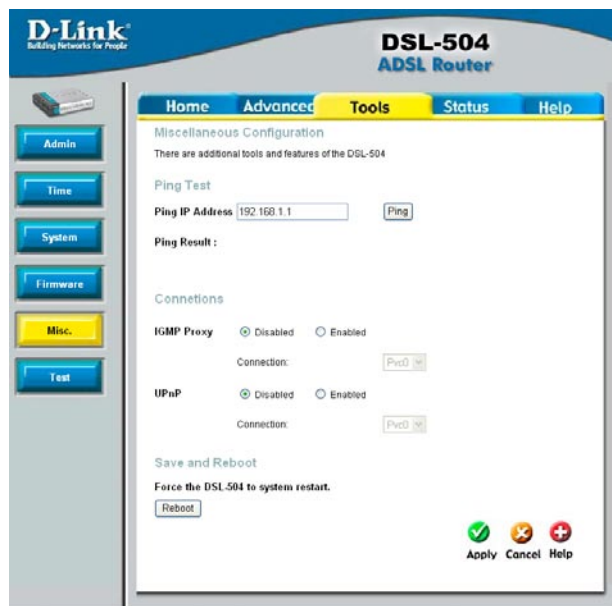 D-Link
Building Networks for People
DSL-504
ADSL Router
Home Advanced Tools Status Help
Admin
Time
System
Firmware
Misc.
Test
Miscellaneous Configuration
There are additional tools and features of the DSL-504
Ping Test
Ping IP Address 192.168.1.1 Ping
Ping Result :
Connetions
IGMP Proxy Disabled Enabled
Connection: Pvc0
UPnP Disabled Enabled
Connection: Pvc0
Save and Reboot
Force the DSL-504 to system restart.
Reboot
Apply Cancel Help